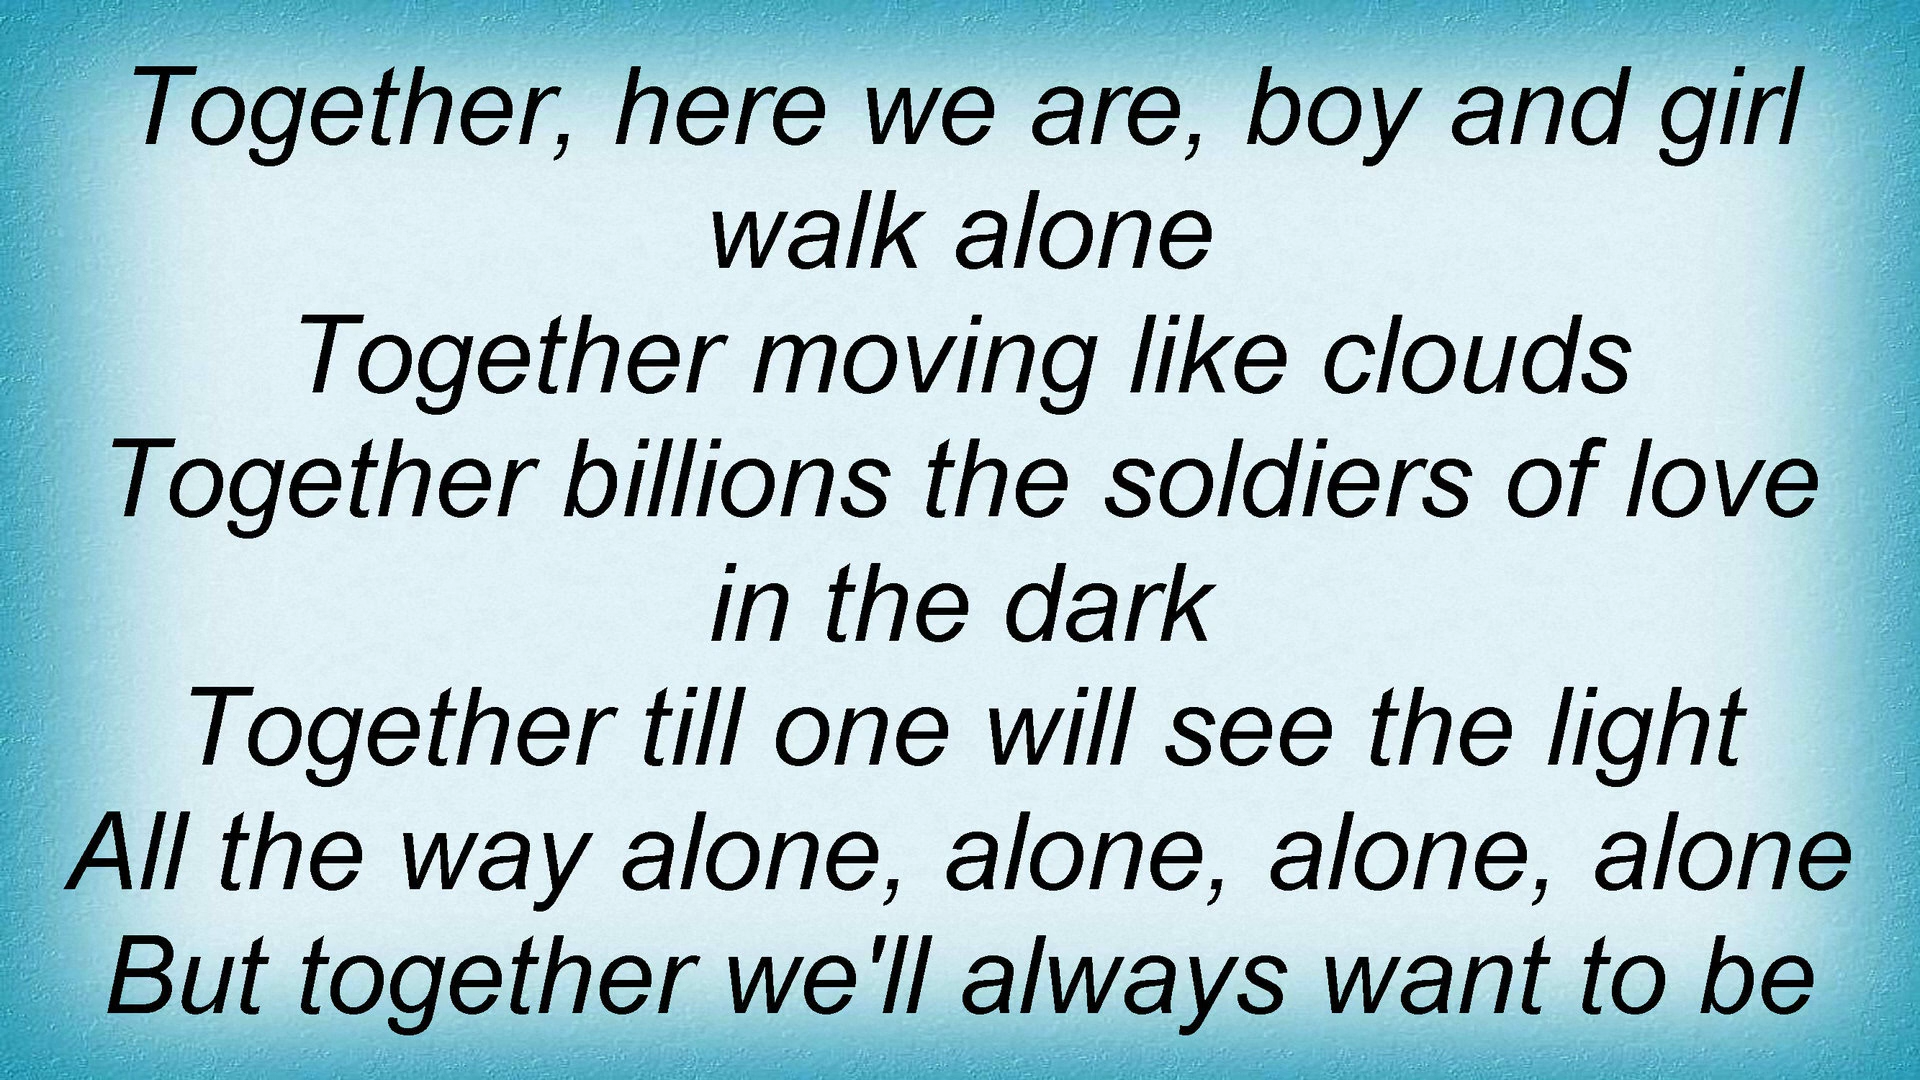 Together, here we are, boy and girl
walk alone
Together moving like clouds
Together billions the soldiers of love
in the dark
Together till one will see the light
All the way alone, alone, alone, alone
But together we'll always want to be